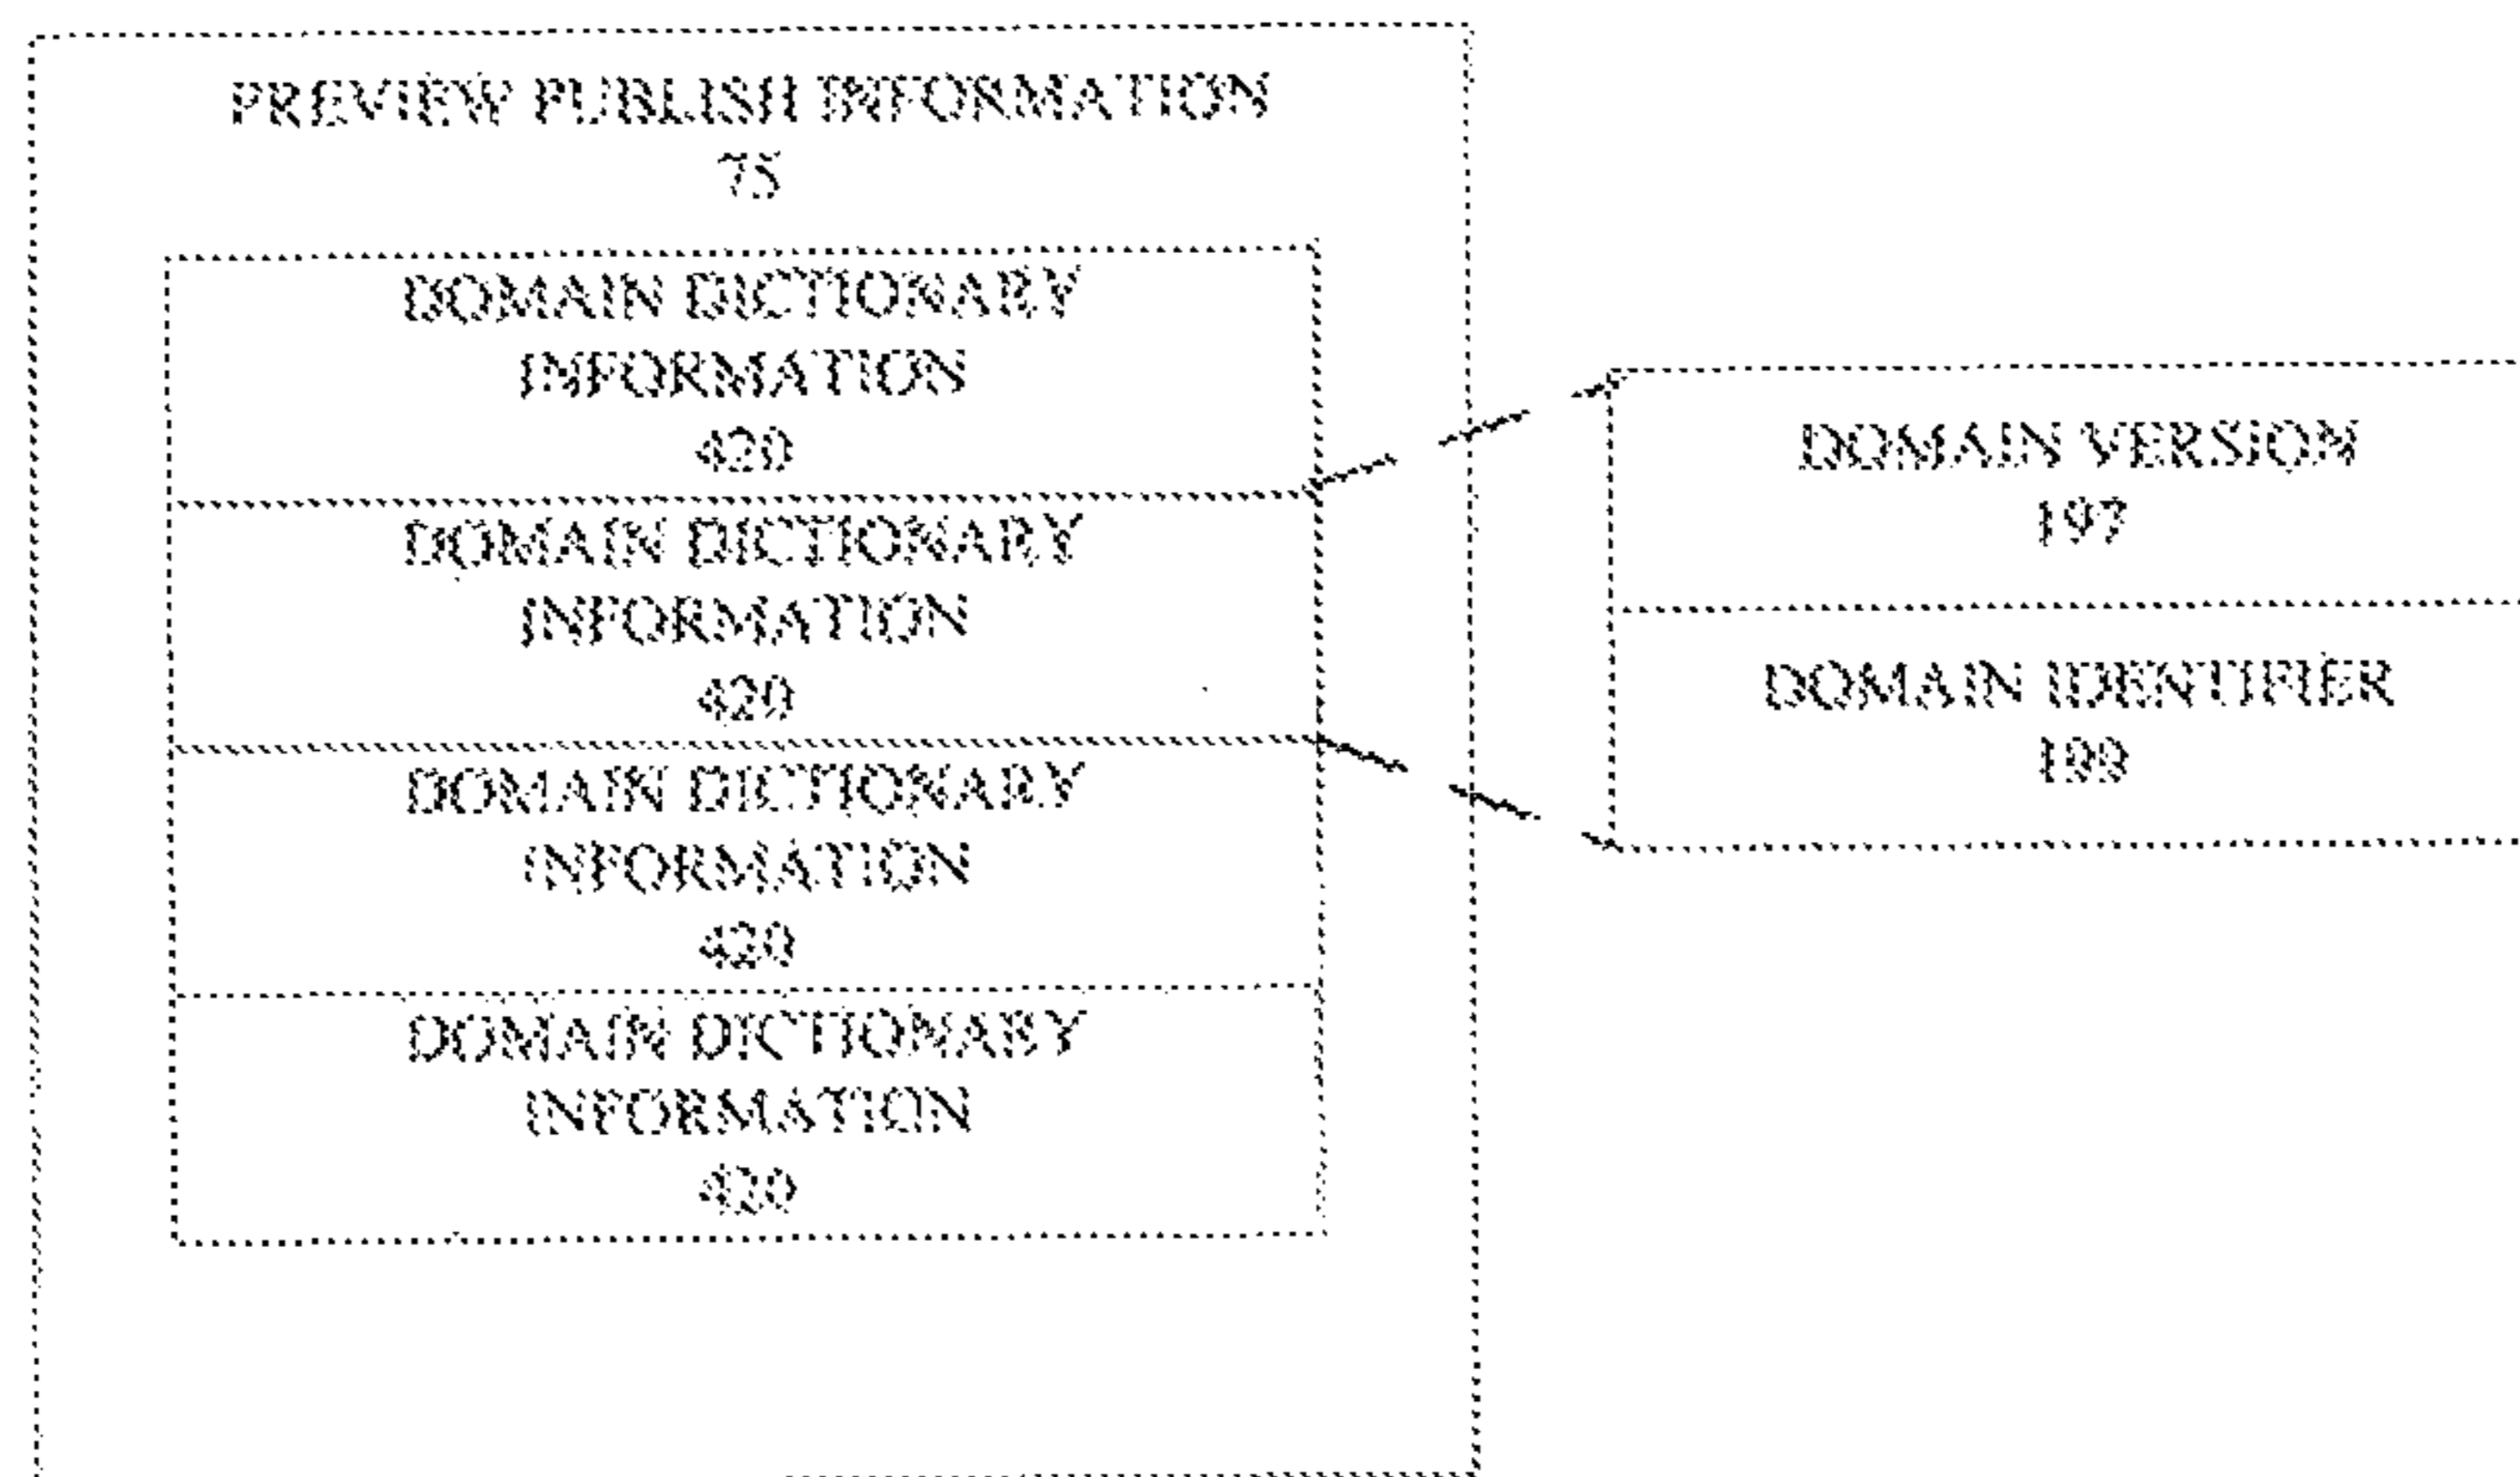 PREVIEW PUBLISH INFORMATION
75
DOMAIN DICTIONARY
INFORMATION
420
DOMAIN DICTIONARY
INFORMATION
420
DOMAIN DICTIONARY
INFORMATION
420
DOMAIN DICTIONARY
INFORMATION
420
DOMAIN VERSION
197
DOMAIN IDENTIFIER